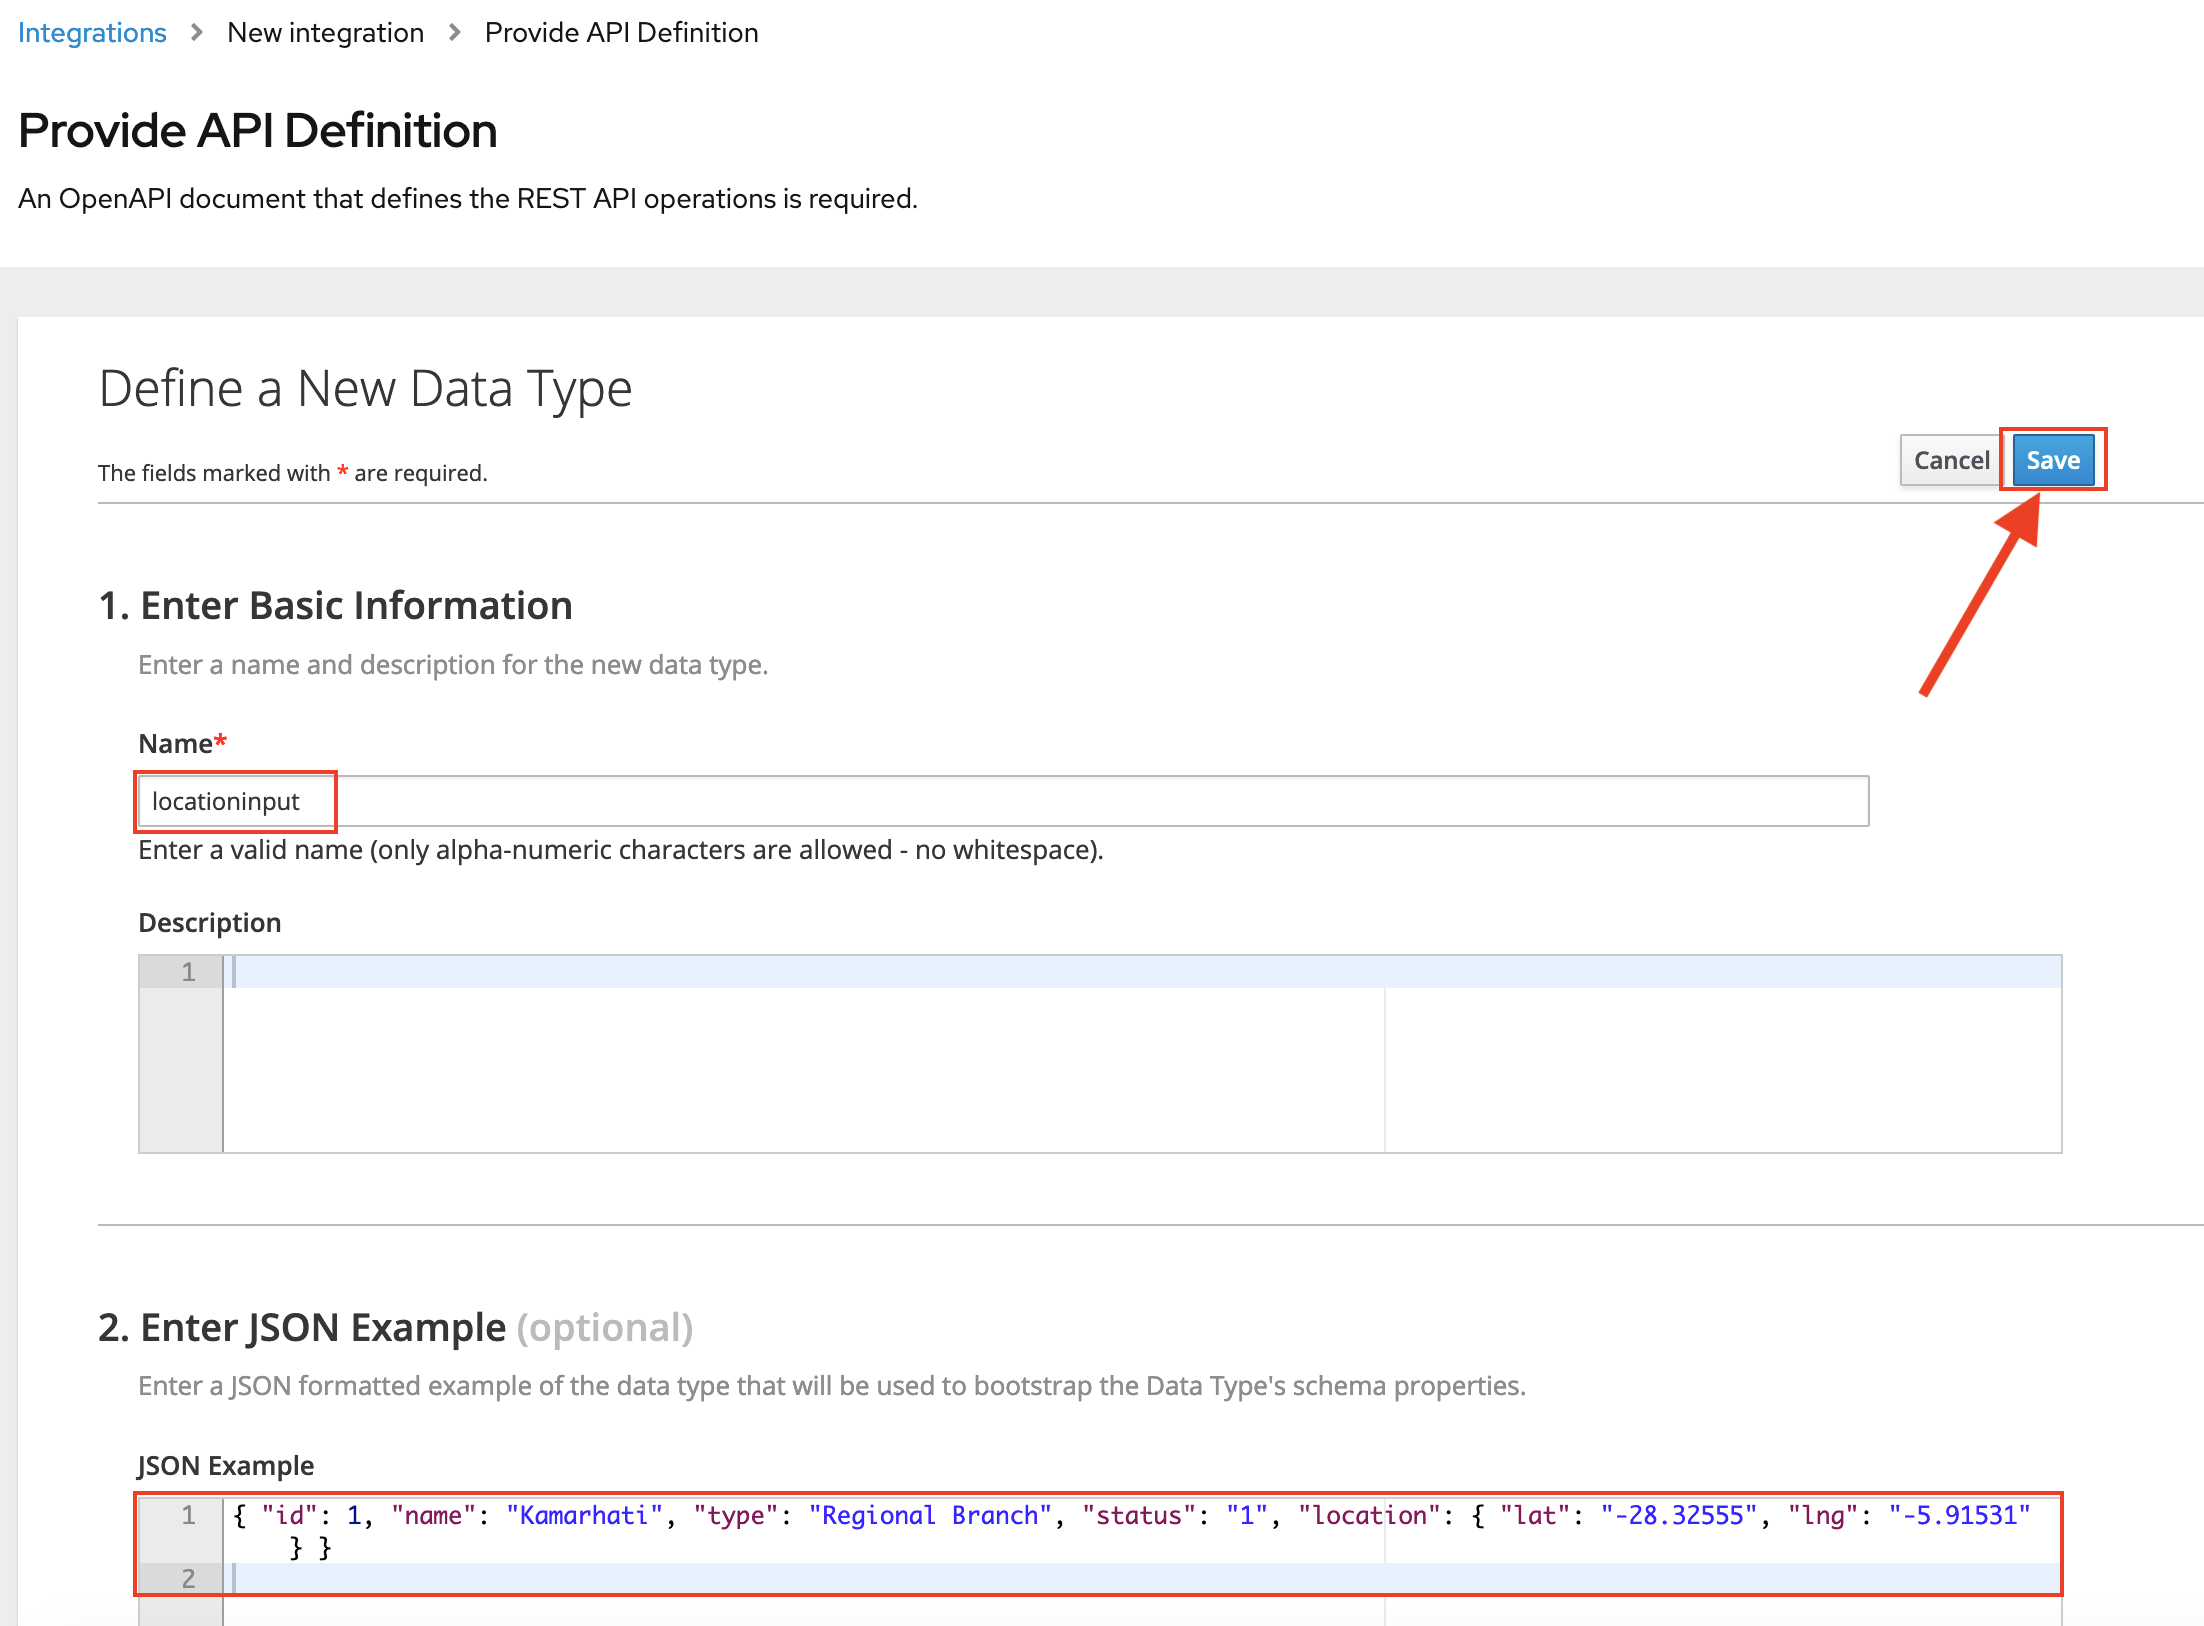 Integrations > New integration > Provide API Definition
Provide API Definition
An OpenAPI document that defines the REST API operations is required.
Define a New Data Type
The fields marked with * are required.
Cancel Save
1. Enter Basic Information
Enter a name and description for the new data type.
Name*
locationinput
Enter a valid name (only alpha-numeric characters are allowed - no whitespace).
Description
1
2. Enter JSON Example (optional)
Enter a JSON formatted example of the data type that will be used to bootstrap the Data Type's schema properties.
JSON Example
1 { "id": 1, "name": "Kamarhati", "type": "Regional Branch", "status": "1", "location": { "lat": "-28.32555", "lng": "-5.91531"
} }
2